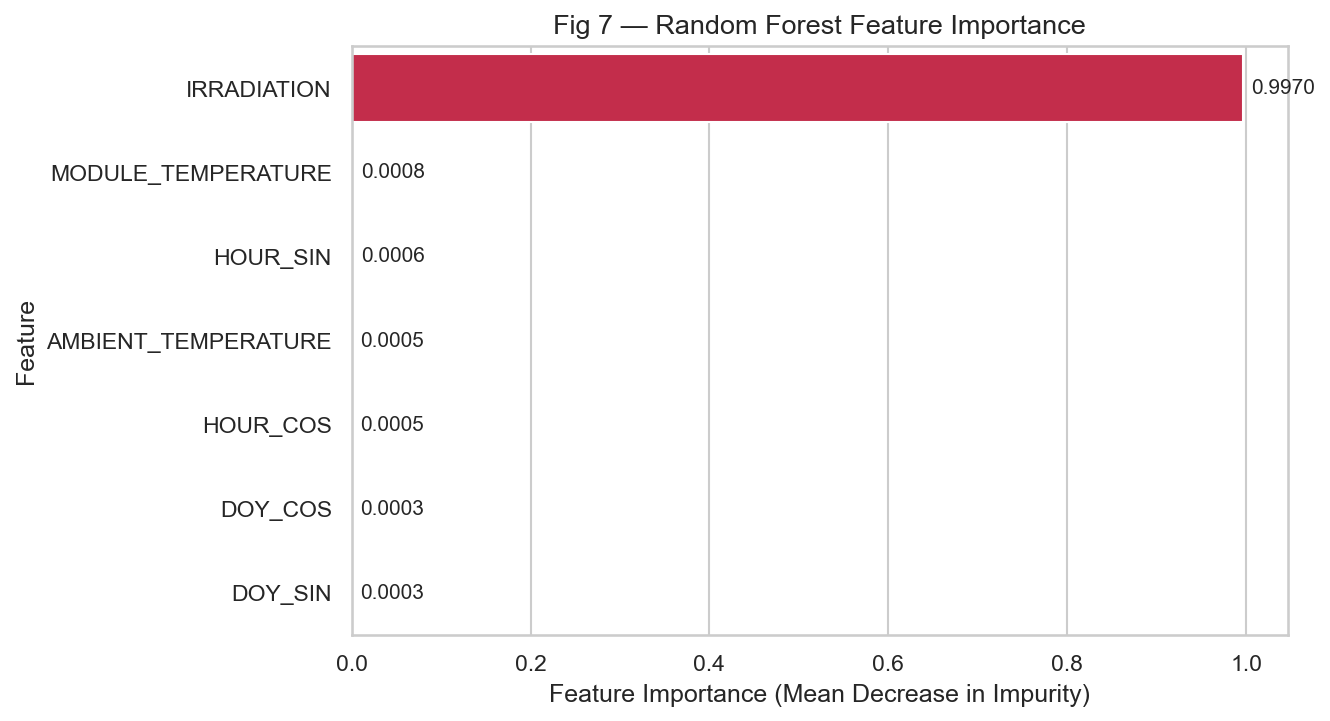 Fig 7 — Random Forest Feature Importance
IRRADIATION
0.9970
MODULE_TEMPERATURE
0.0008
HOUR_SIN
0.0006
AMBIENT_TEMPERATURE
0.0005
HOUR_COS
0.0005
DOY_COS
0.0003
DOY_SIN
0.0003
Feature
0.0 0.2 0.4 0.6 0.8 1.0
Feature Importance (Mean Decrease in Impurity)